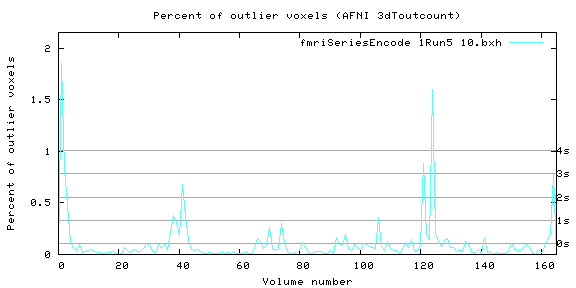 Percent of outlier voxels (AFNI 3dToutcount)
fmriSeriesEncode 1Run5 10.bxh
Percent of outlier voxels
2
1.5
1
0.5
0
4s
3s
2s
1s
0s
0 20 40 60 80 100 120 140 160
Volume number